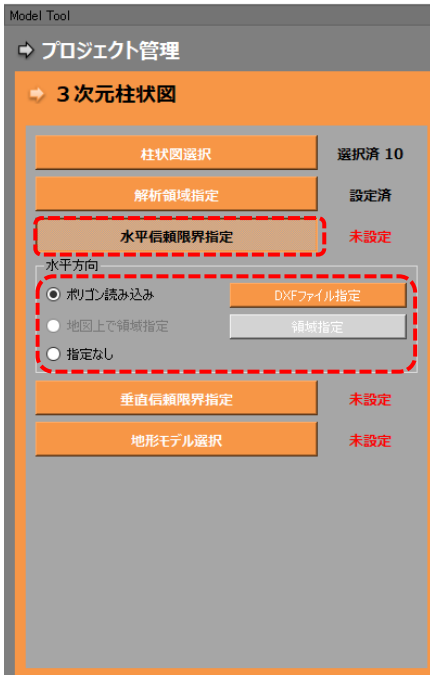 Model Tool
プロジェクト管理
３次元柱状図
柱状図選択 選択済 10
解析領域指定 設定済
水平信頼限界指定 未設定
水平方向
ポリゴン読み込み DXFファイル指定
地図上で領域指定 領域指定
指定なし
垂直信頼限界指定 未設定
地形モデル選択 未設定